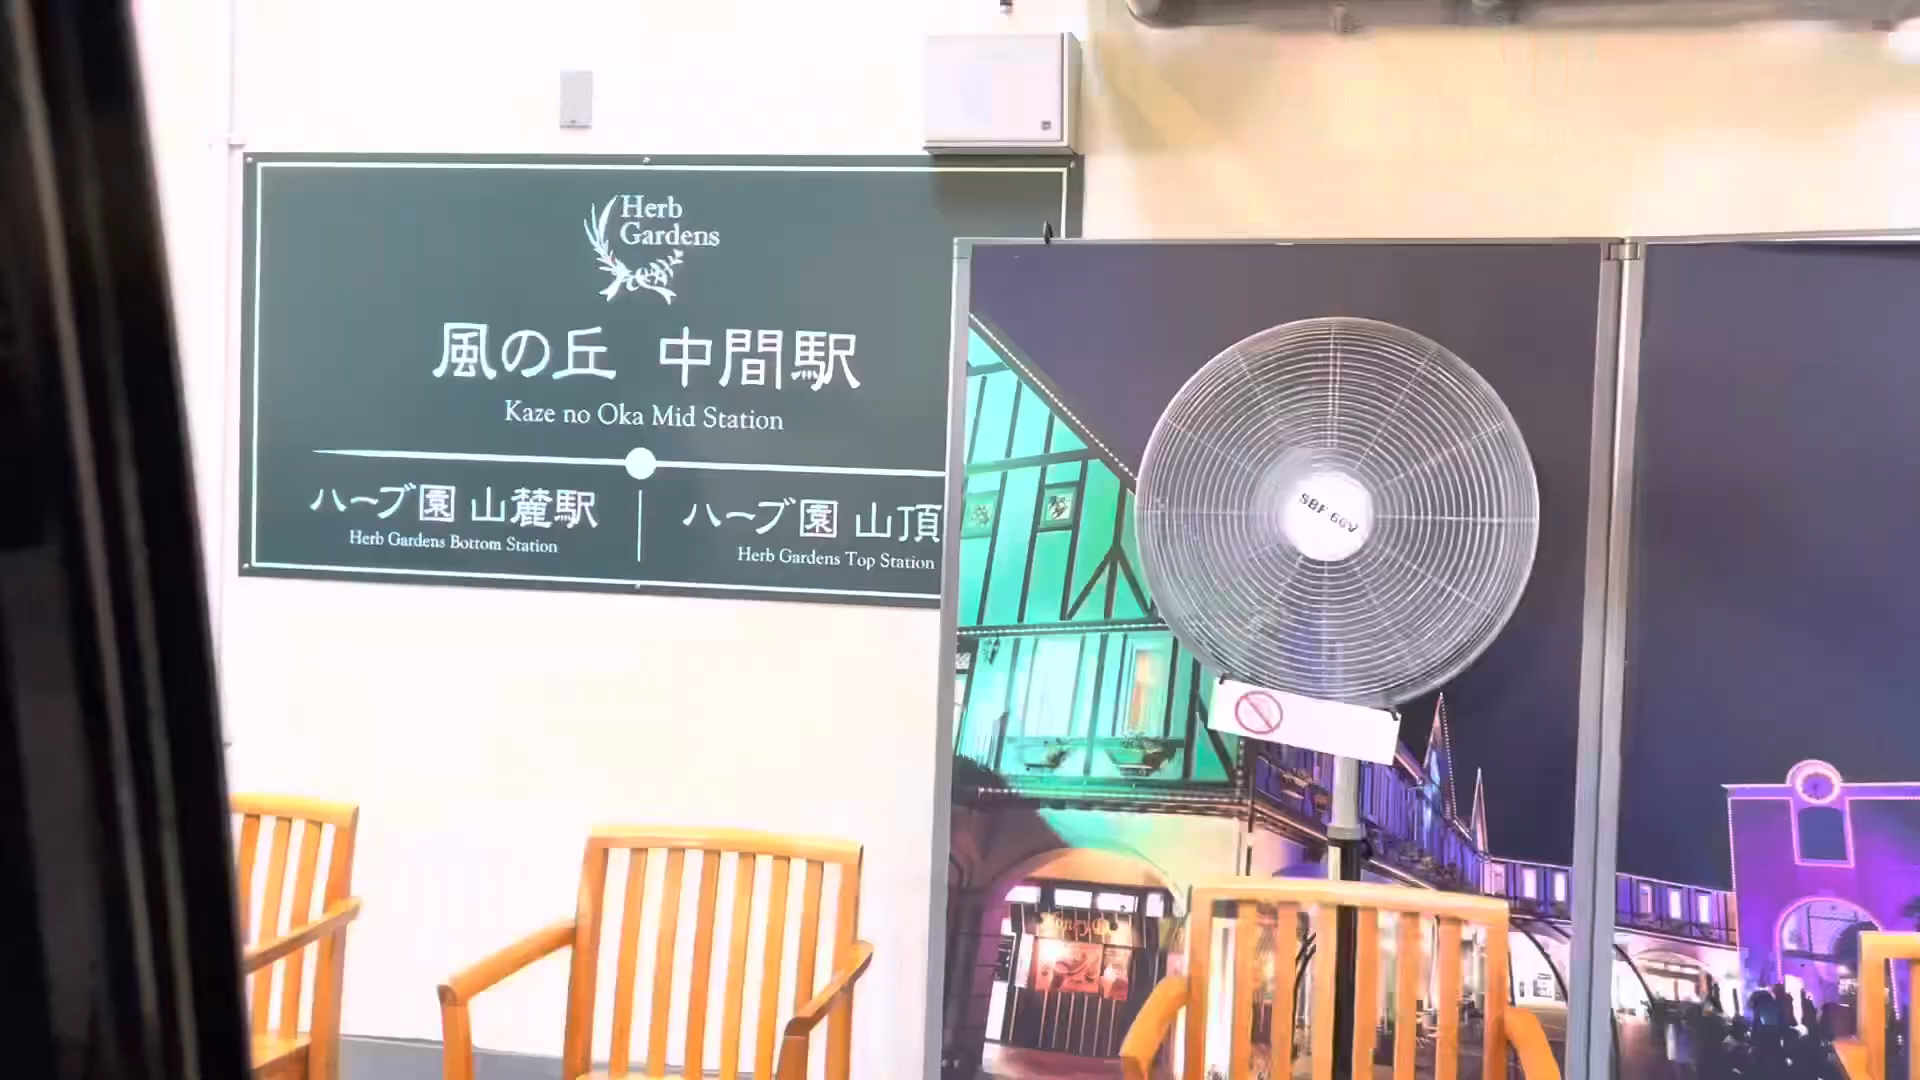 Herb
Gardens
風の丘 中間駅
Kaze no Oka Mid Station
ハーブ園 山麓駅
Herb Gardens Bottom Station
ハーブ園 山頂
Herb Gardens Top Station
SBF 60V